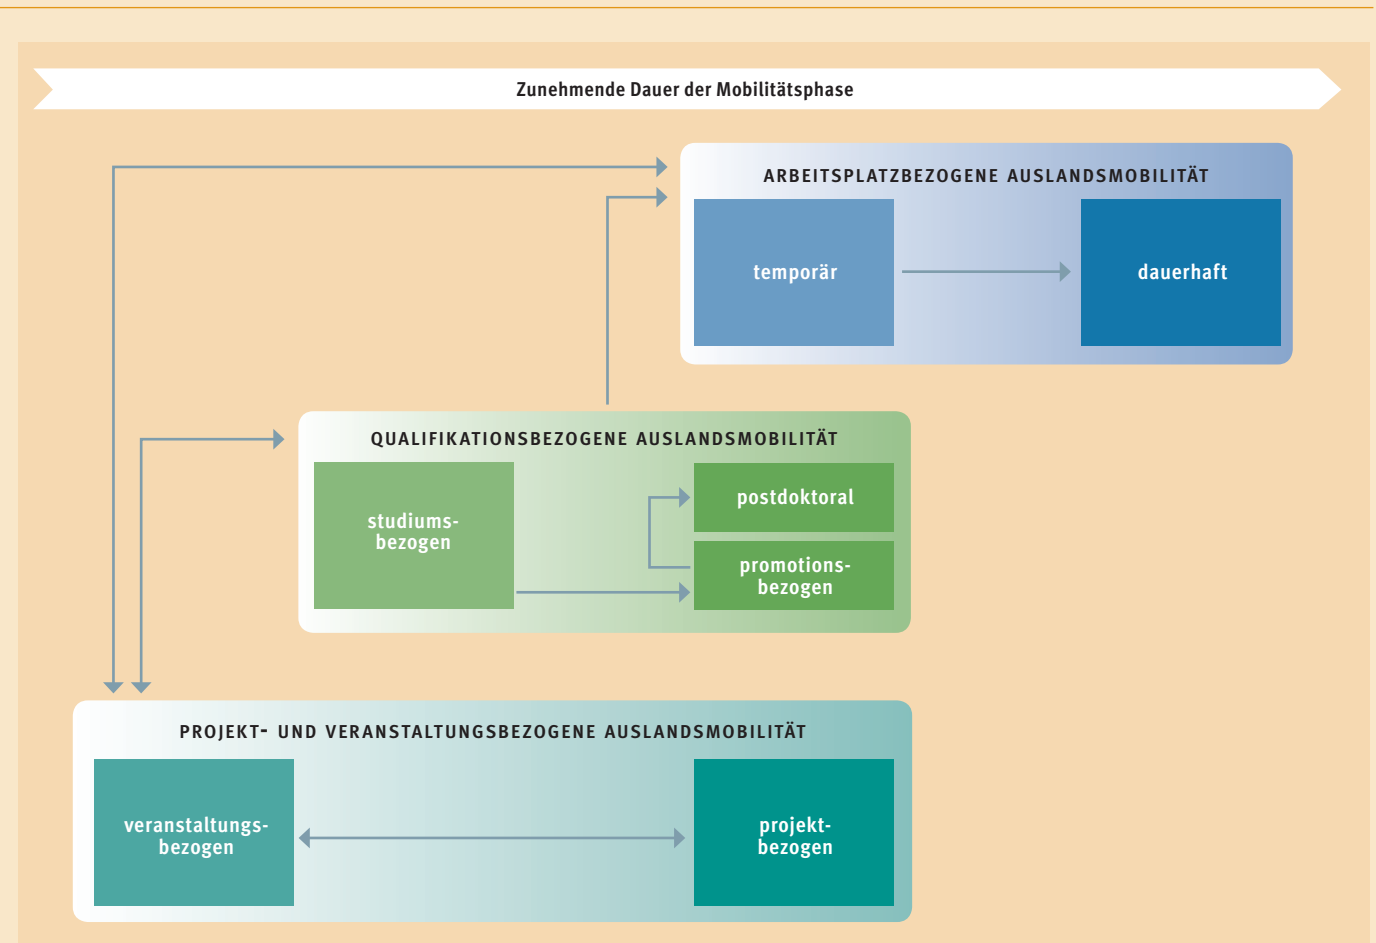 Zunehmende Dauer der Mobilitätsphase
ARBEITSPLATZBEZOGENE AUSLANDSMOBILITÄT
temporär
dauerhaft
QUALIFIKATIONSBEZOGENE AUSLANDSMOBILITÄT
studiums-
bezogen
postdoktoral
promotions-
bezogen
PROJEKT- UND VERANSTALTUNGSBEZOGENE AUSLANDSMOBILITÄT
veranstaltungs-
bezogen
projekt-
bezogen